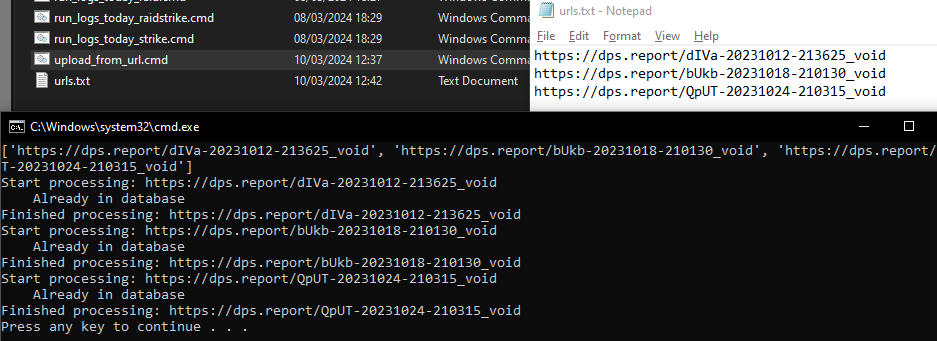 run_logs_today_raidstrike.cmd 08/03/2024 18:29 Windows Comma
run_logs_today_strike.cmd 08/03/2024 18:29 Windows Comma
upload_from_url.cmd 10/03/2024 12:37 Windows Comma
urls.txt 10/03/2024 12:42 Text Document
urls.txt - Notepad
File Edit Format View Help
https://dps.report/dIVa-20231012-213625_void
https://dps.report/bUkb-20231018-210130_void
https://dps.report/QpUT-20231024-210315_void
C:\Windows\system32\cmd.exe
['https://dps.report/dIVa-20231012-213625_void', 'https://dps.report/bUkb-20231018-210130_void', 'https://dps.report/
T-20231024-210315_void']
Start processing: https://dps.report/dIVa-20231012-213625_void
Already in database
Finished processing: https://dps.report/dIVa-20231012-213625_void
Start processing: https://dps.report/bUkb-20231018-210130_void
Already in database
Finished processing: https://dps.report/bUkb-20231018-210130_void
Start processing: https://dps.report/QpUT-20231024-210315_void
Already in database
Finished processing: https://dps.report/QpUT-20231024-210315_void
Press any key to continue . . .